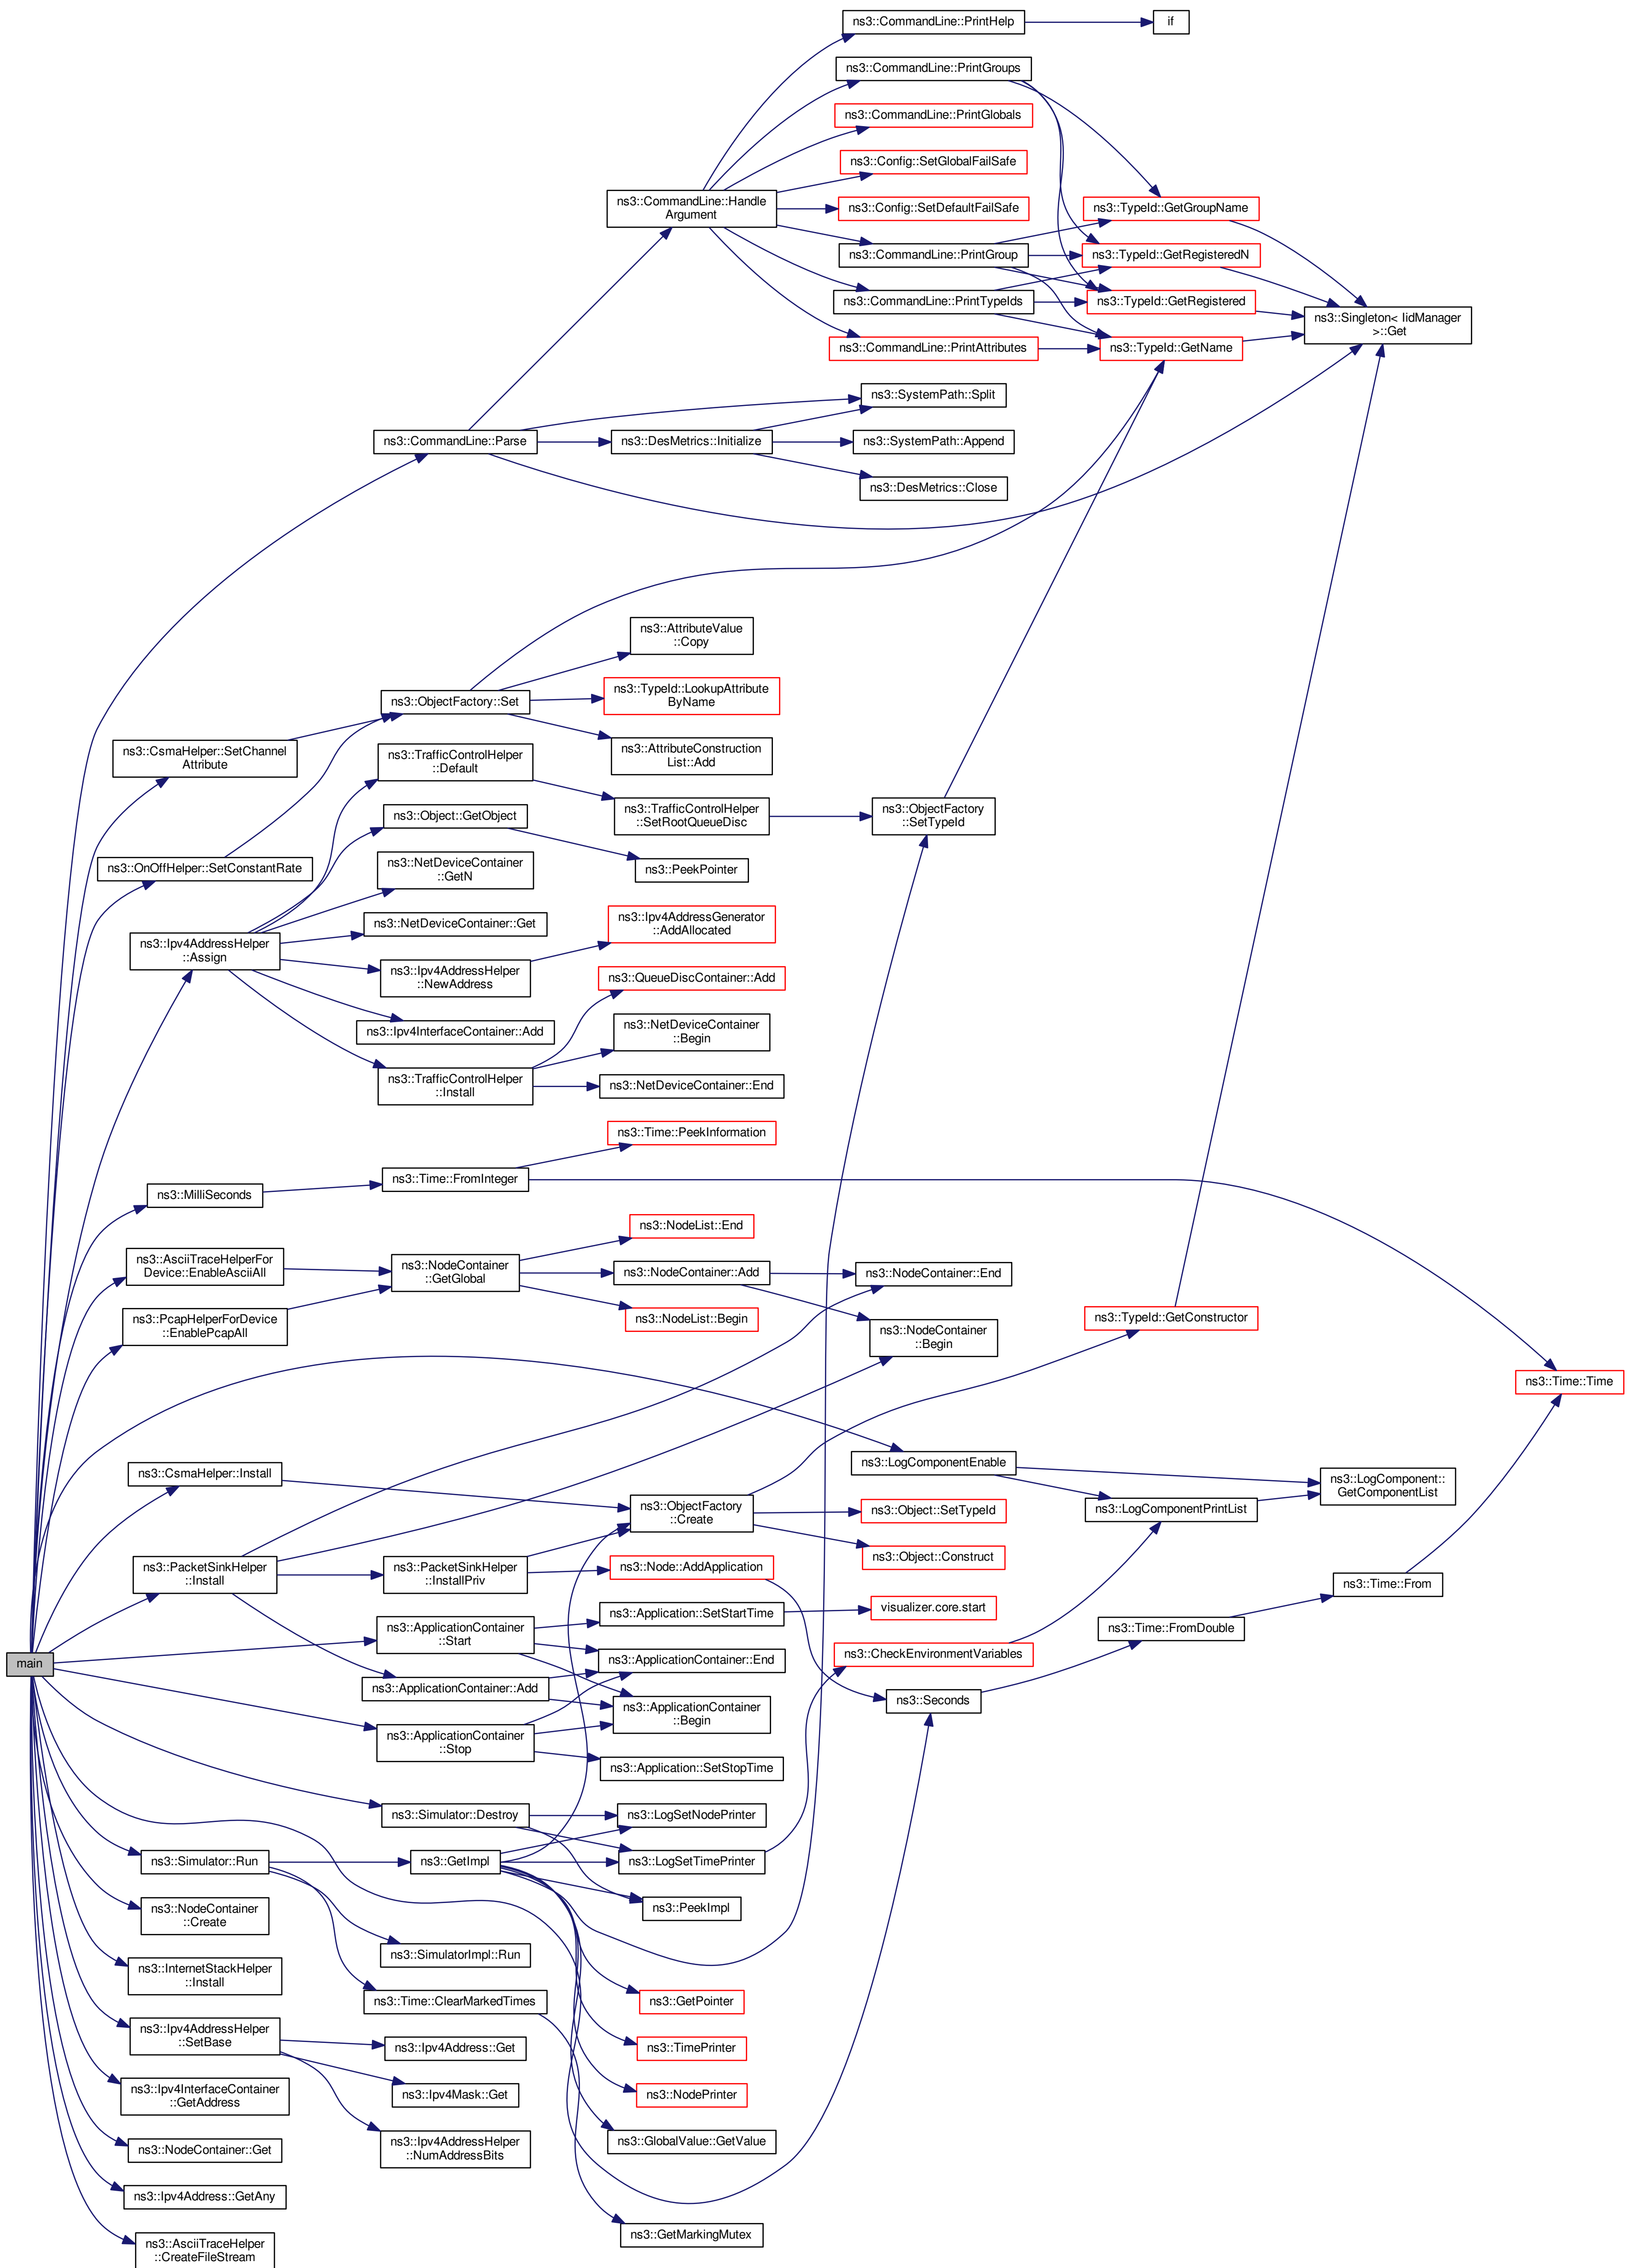 ns3::CommandLine::PrintHelp
if
ns3::CommandLine::PrintGroups
ns3::CommandLine::PrintGlobals
ns3::Config::SetGlobalFailSafe
ns3::CommandLine::Handle
Argument
ns3::Config::SetDefaultFailSafe
ns3::TypeId::GetGroupName
ns3::CommandLine::PrintGroup
ns3::TypeId::GetRegisteredN
ns3::CommandLine::PrintTypeIds
ns3::TypeId::GetRegistered
ns3::Singleton< IidManager
>::Get
ns3::CommandLine::PrintAttributes
ns3::TypeId::GetName
ns3::SystemPath::Split
ns3::CommandLine::Parse
ns3::DesMetrics::Initialize
ns3::SystemPath::Append
ns3::DesMetrics::Close
ns3::AttributeValue
::Copy
ns3::ObjectFactory::Set
ns3::TypeId::LookupAttribute
ByName
ns3::CsmaHelper::SetChannel
Attribute
ns3::AttributeConstruction
List::Add
ns3::TrafficControlHelper
::Default
ns3::TrafficControlHelper
::SetRootQueueDisc
ns3::ObjectFactory
::SetTypeId
ns3::Object::GetObject
ns3::OnOffHelper::SetConstantRate
ns3::PeekPointer
ns3::NetDeviceContainer
::GetN
ns3::NetDeviceContainer::Get
ns3::Ipv4AddressGenerator
::AddAllocated
ns3::Ipv4AddressHelper
::Assign
ns3::Ipv4AddressHelper
::NewAddress
ns3::QueueDiscContainer::Add
ns3::Ipv4InterfaceContainer::Add
ns3::NetDeviceContainer
::Begin
ns3::TrafficControlHelper
::Install
ns3::NetDeviceContainer::End
ns3::Time::PeekInformation
ns3::MilliSeconds
ns3::Time::FromInteger
ns3::NodeList::End
ns3::AsciiTraceHelperFor
Device::EnableAsciiAll
ns3::NodeContainer
::GetGlobal
ns3::NodeContainer::Add
ns3::NodeContainer::End
ns3::PcapHelperForDevice
::EnablePcapAll
ns3::NodeList::Begin
ns3::NodeContainer
::Begin
ns3::TypeId::GetConstructor
ns3::Time::Time
ns3::LogComponentEnable
ns3::LogComponent::
GetComponentList
ns3::CsmaHelper::Install
ns3::ObjectFactory
::Create
ns3::Object::SetTypeId
ns3::LogComponentPrintList
ns3::Object::Construct
ns3::PacketSinkHelper
::Install
ns3::PacketSinkHelper
::InstallPriv
ns3::Node::AddApplication
ns3::Time::From
ns3::Application::SetStartTime
visualizer.core.start
ns3::ApplicationContainer
::Start
ns3::Time::FromDouble
main
ns3::ApplicationContainer::End
ns3::CheckEnvironmentVariables
ns3::ApplicationContainer::Add
ns3::Seconds
ns3::ApplicationContainer
::Begin
ns3::ApplicationContainer
::Stop
ns3::Application::SetStopTime
ns3::Simulator::Destroy
ns3::LogSetNodePrinter
ns3::Simulator::Run
ns3::GetImpl
ns3::LogSetTimePrinter
ns3::NodeContainer
::Create
ns3::PeekImpl
ns3::SimulatorImpl::Run
ns3::InternetStackHelper
::Install
ns3::Time::ClearMarkedTimes
ns3::GetPointer
ns3::Ipv4AddressHelper
::SetBase
ns3::Ipv4Address::Get
ns3::TimePrinter
ns3::Ipv4InterfaceContainer
::GetAddress
ns3::Ipv4Mask::Get
ns3::NodePrinter
ns3::NodeContainer::Get
ns3::Ipv4AddressHelper
::NumAddressBits
ns3::GlobalValue::GetValue
ns3::Ipv4Address::GetAny
ns3::AsciiTraceHelper
::CreateFileStream
ns3::GetMarkingMutex